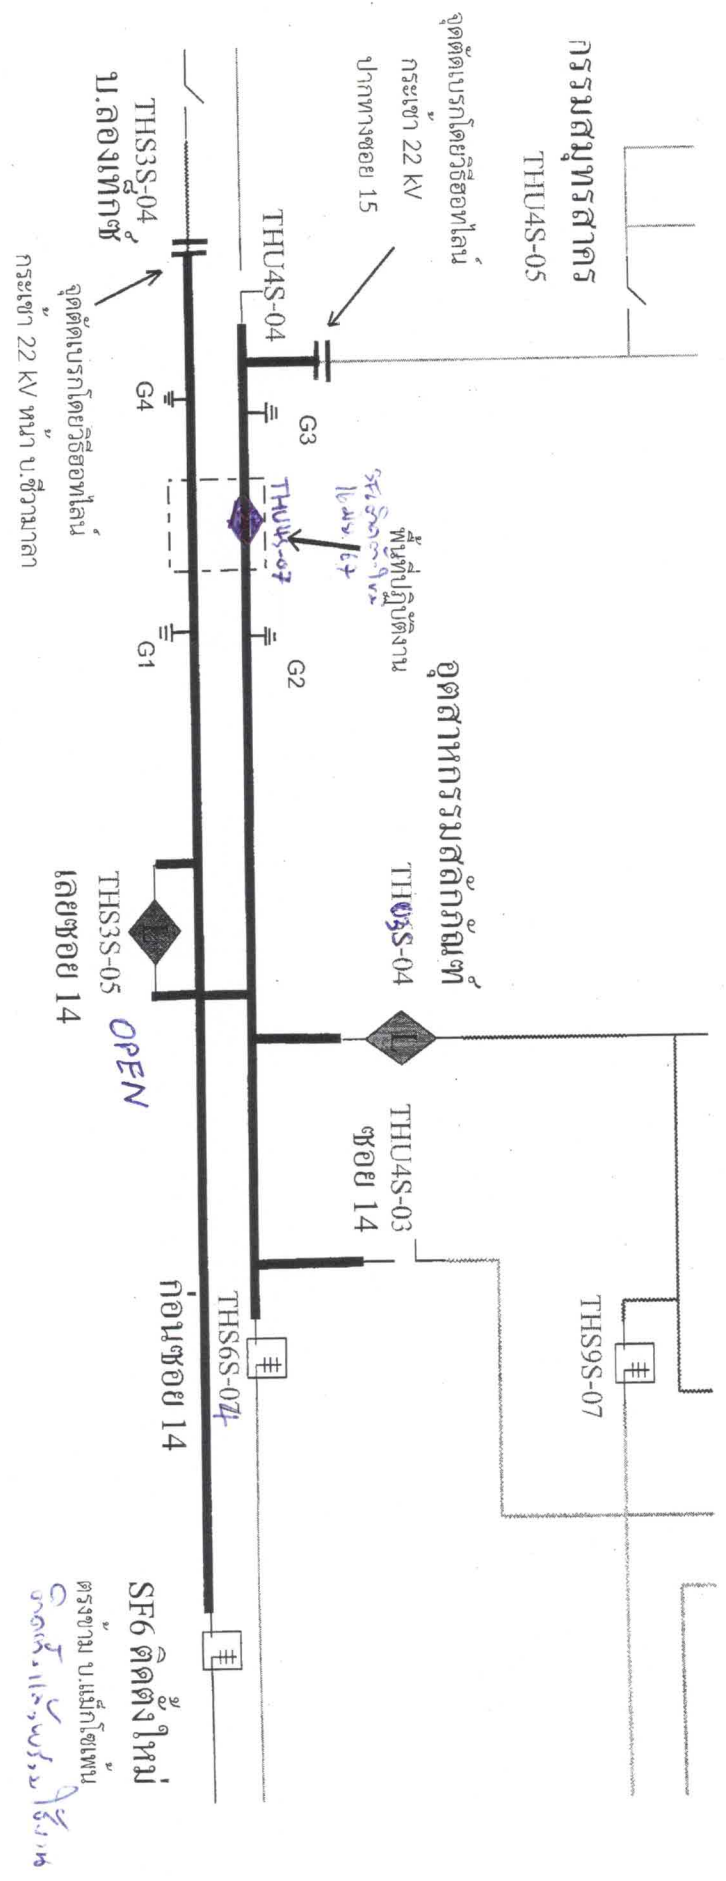 กรรมสมุทรสาคร
THU4S-05
จุดตัดเบรกโดยวิธีฮอทไลน์
กระเช้า 22 kV
ปากทางซอย 15
THU4S-04
THS3S-04
บ.ลองเท็กซ์
จุดตัดเบรกโดยวิธีฮอทไลน์
กระเช้า 22 kV หน้า บ.ชีวามาลา
G4
G3
THU4S-07
พื้นที่ปฏิบัติงาน
G1
G2
อุตสาหกรรมสลักภัณฑ์
THU3S-04
L
THS3S-05
เลยซอย 14
OPEN
L
THU4S-03
ซอย 14
THS9S-07
THS6S-04
ก่อนซอย 14
SF6 ติดตั้งใหม่
ตรงข้าม บ.แม็กโซเพน